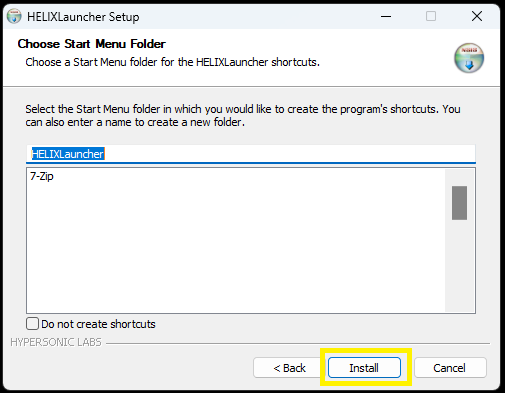 HELIXLauncher Setup
Choose Start Menu Folder
Choose a Start Menu folder for the HELIXLauncher shortcuts.
Select the Start Menu folder in which you would like to create the program's shortcuts. You
can also enter a name to create a new folder.
HELIXLauncher
7-Zip
Do not create shortcuts
HYPERSONIC LABS
< Back
Install
Cancel